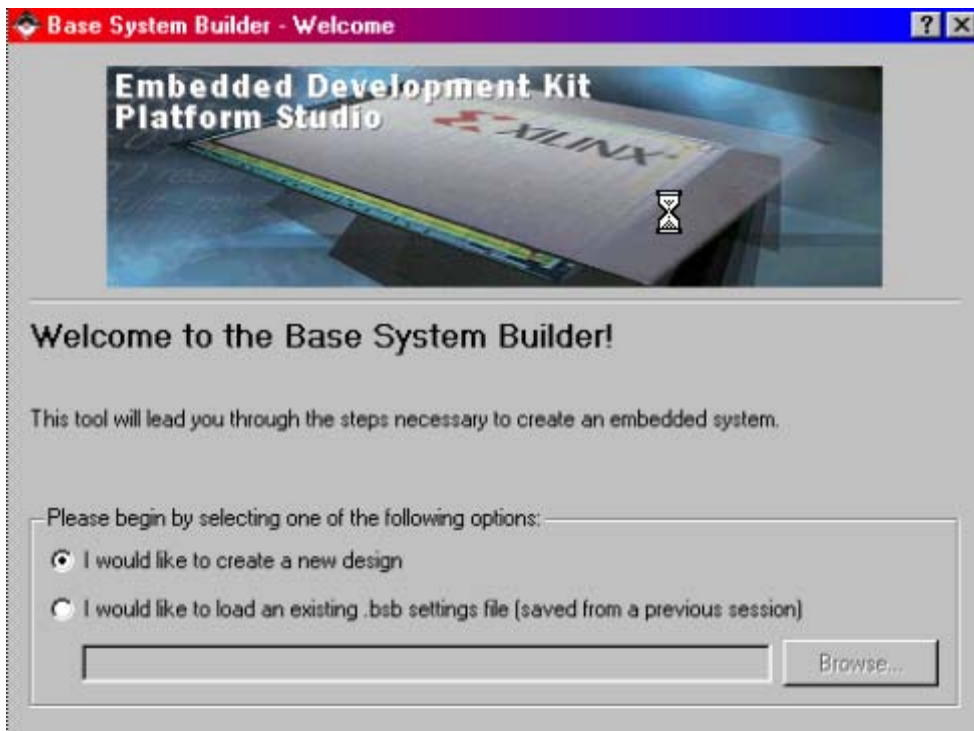 Base System Builder - Welcome
Embedded Development Kit
Platform Studio
XILINX
Welcome to the Base System Builder!
This tool will lead you through the steps necessary to create an embedded system.
Please begin by selecting one of the following options:
I would like to create a new design
I would like to load an existing .bsb settings file (saved from a previous session)
Browse...